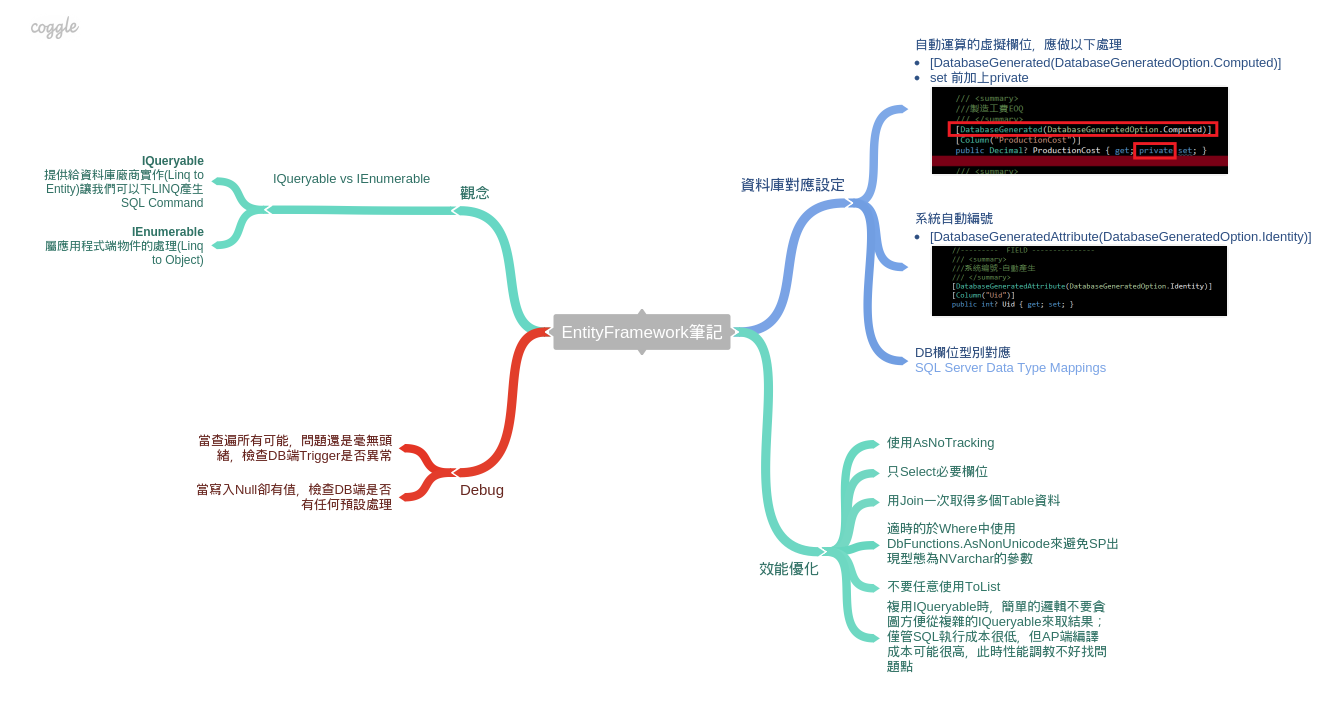 coggle
EntityFramework筆記
觀念
IQueryable vs IEnumerable
IQueryable
提供給資料庫廠商實作(Linq to
Entity)讓我們可以下LINQ產生
SQL Command
IEnumerable
屬應用程式端物件的處理(Linq
to Object)
Debug
當查遍所有可能，問題還是毫無頭
緒，檢查DB端Trigger是否異常
當寫入Null卻有值，檢查DB端是否
有任何預設處理
資料庫對應設定
自動運算的虛擬欄位，應做以下處理
[DatabaseGenerated(DatabaseGeneratedOption.Computed)]
set 前加上private
/// <summary>
///製造工費EOQ
/// </summary>
[DatabaseGenerated(DatabaseGeneratedOption.Computed)]
[Column("ProductionCost")]
public Decimal? ProductionCost { get; private set; }
/// <summary>
系統自動編號
[DatabaseGeneratedAttribute(DatabaseGeneratedOption.Identity)]
//--------- FIELD ---------------
/// <summary>
///系統編號-自動產生
/// </summary>
[DatabaseGeneratedAttribute(DatabaseGeneratedOption.Identity)]
[Column("Uid")]
public int? Uid { get; set; }
DB欄位型別對應
SQL Server Data Type Mappings
效能優化
使用AsNoTracking
只Select必要欄位
用Join一次取得多個Table資料
適時的於Where中使用
DbFunctions.AsNonUnicode來避免SP出
現型態為NVarchar的參數
不要任意使用ToList
複用IQueryable時，簡單的邏輯不要貪
圖方便從複雜的IQueryable來取結果；
僅管SQL執行成本很低，但AP端編譯
成本可能很高，此時性能調教不好找問
題點